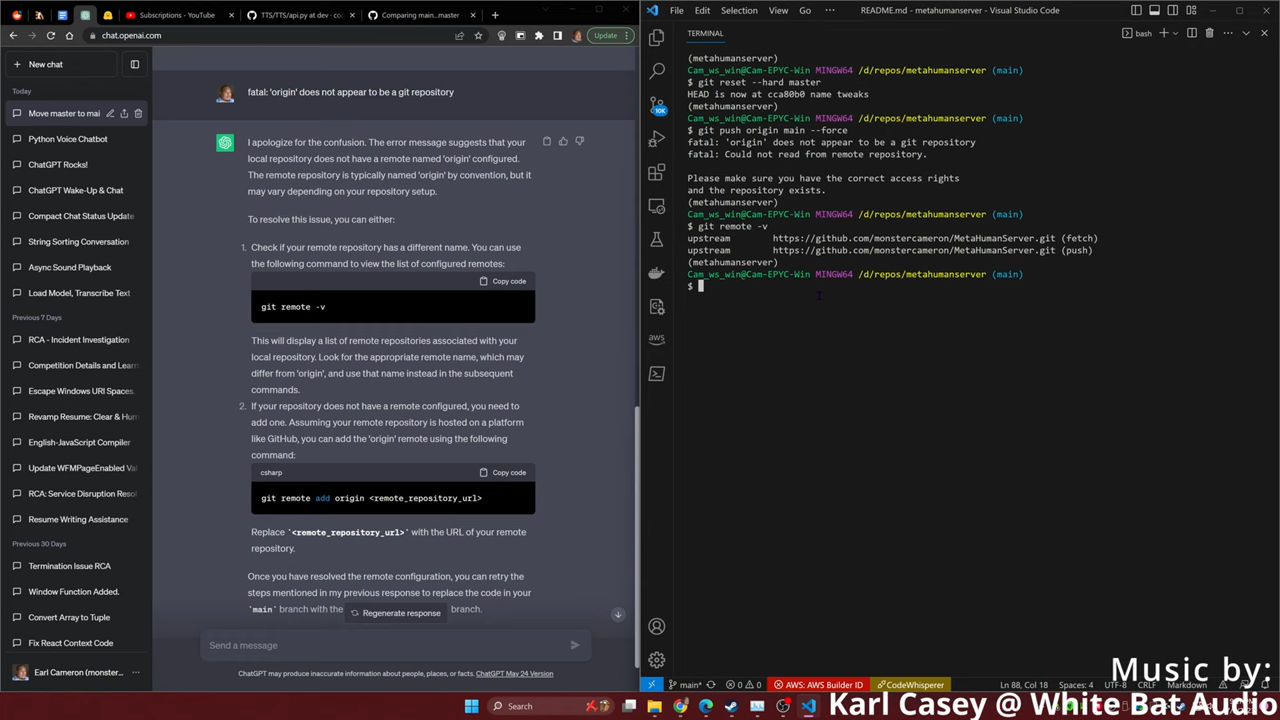 Subscriptions - YouTube
TTS/TTS/api.py at dev · co
Comparing main...master
chat.openai.com
Update
New chat
Today
Move master to mai
Python Voice Chatbot
ChatGPT Rocks!
ChatGPT Wake-Up & Chat
Compact Chat Status Update
String Sorting Conversation
Async Sound Playback
Load Model, Transcribe Text
Previous 7 Days
RCA - Incident Investigation
Competition Details and Lear
Escape Windows URI Spaces.
Revamp Resume: Clear & Hum
English-JavaScript Compiler
Update WFMPageEnabled Val
RCA: Service Disruption Resol
Resume Writing Assistance
Previous 30 Days
Termination Issue RCA
Window Function Added.
Convert Array to Tuple
Fix React Context Code
Earl Cameron (monster...
fatal: 'origin' does not appear to be a git repository
I apologize for the confusion. The error message suggests that your
local repository does not have a remote named 'origin' configured.
The remote repository is typically named 'origin' by convention, but it
may vary depending on your repository setup.
To resolve this issue, you can either:
1. Check if your remote repository has a different name. You can use
the following command to view the list of configured remotes:
Copy code
git remote -v
This will display a list of remote repositories associated with your
local repository. Look for the appropriate remote name, which may
differ from 'origin', and use that name instead in the subsequent
commands.
2. If your repository does not have a remote configured, you need to
add one. Assuming your remote repository is hosted on a platform
like GitHub, you can add the 'origin' remote using the following
command:
csharp Copy code
git remote add origin <remote_repository_url>
Replace `<remote_repository_url>` with the URL of your remote
repository.
Once you have resolved the remote configuration, you can retry the
steps mentioned in my previous response to replace the code in your
`main` branch with the branch.
Regenerate response
Send a message
ChatGPT may produce inaccurate information about people, places, or facts. ChatGPT May 24 Version
File Edit Selection View Go ··· README.md - metahumanserver - Visual Studio Code
TERMINAL
bash
10K
aws
(metahumanserver)
Cam_ws_win@Cam-EPYC-Win MINGW64 /d/repos/metahumanserver (main)
$ git reset --hard master
HEAD is now at cca80b0 name tweaks
(metahumanserver)
Cam_ws_win@Cam-EPYC-Win MINGW64 /d/repos/metahumanserver (main)
$ git push origin main --force
fatal: 'origin' does not appear to be a git repository
fatal: Could not read from remote repository.
Please make sure you have the correct access rights
and the repository exists.
(metahumanserver)
Cam_ws_win@Cam-EPYC-Win MINGW64 /d/repos/metahumanserver (main)
$ git remote -v
upstream https://github.com/monstercameron/MetaHumanServer.git (fetch)
upstream https://github.com/monstercameron/MetaHumanServer.git (push)
(metahumanserver)
Cam_ws_win@Cam-EPYC-Win MINGW64 /d/repos/metahumanserver (main)
$
main* 0 0 AWS: AWS Builder ID CodeWhisperer Ln 88, Col 18 Spaces: 4 UTF-8 CRLF Markdown
Search
Music by:
Karl Casey @ White Bat Audio